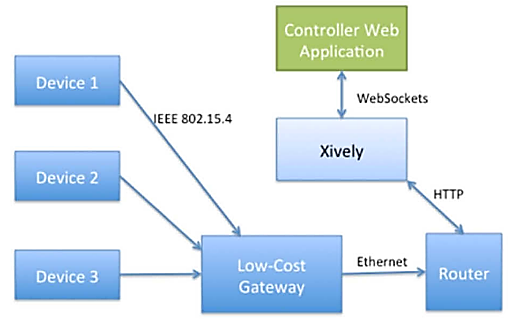 Controller Web
Application
Device 1
WebSockets
IEEE 802.15.4
Xively
Device 2
HTTP
Low-Cost
Gateway
Ethernet
Router
Device 3